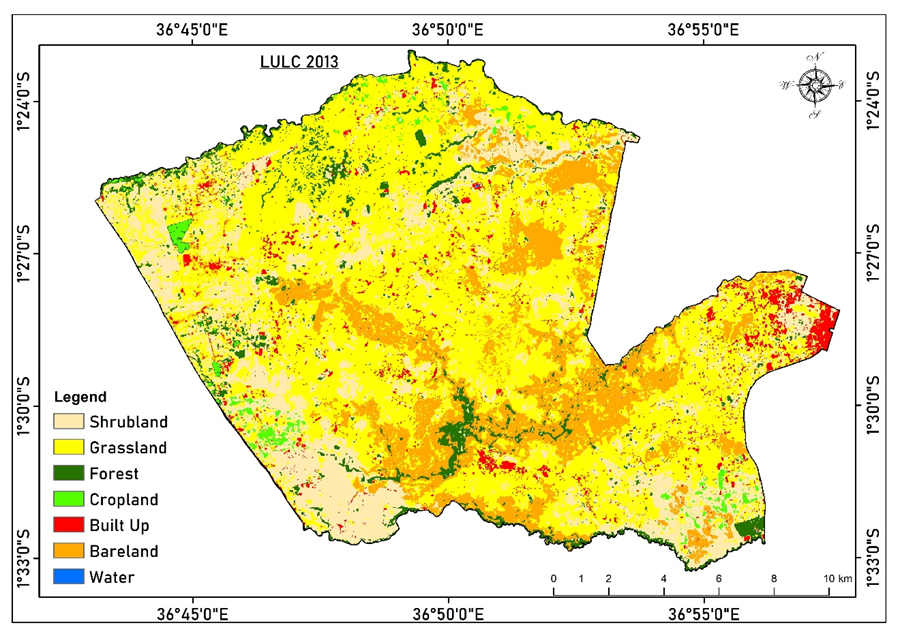 36°45'0"E 36°50'0"E 36°55'0"E
LULC 2013
N
W E
S
1°24'0"S 1°24'0"S
1°27'0"S 1°27'0"S
1°30'0"S 1°30'0"S
1°33'0"S 1°33'0"S
Legend
Shrubland
Grassland
Forest
Cropland
Built Up
Bareland
Water
0 1 2 4 6 8 10 km
36°45'0"E 36°50'0"E 36°55'0"E